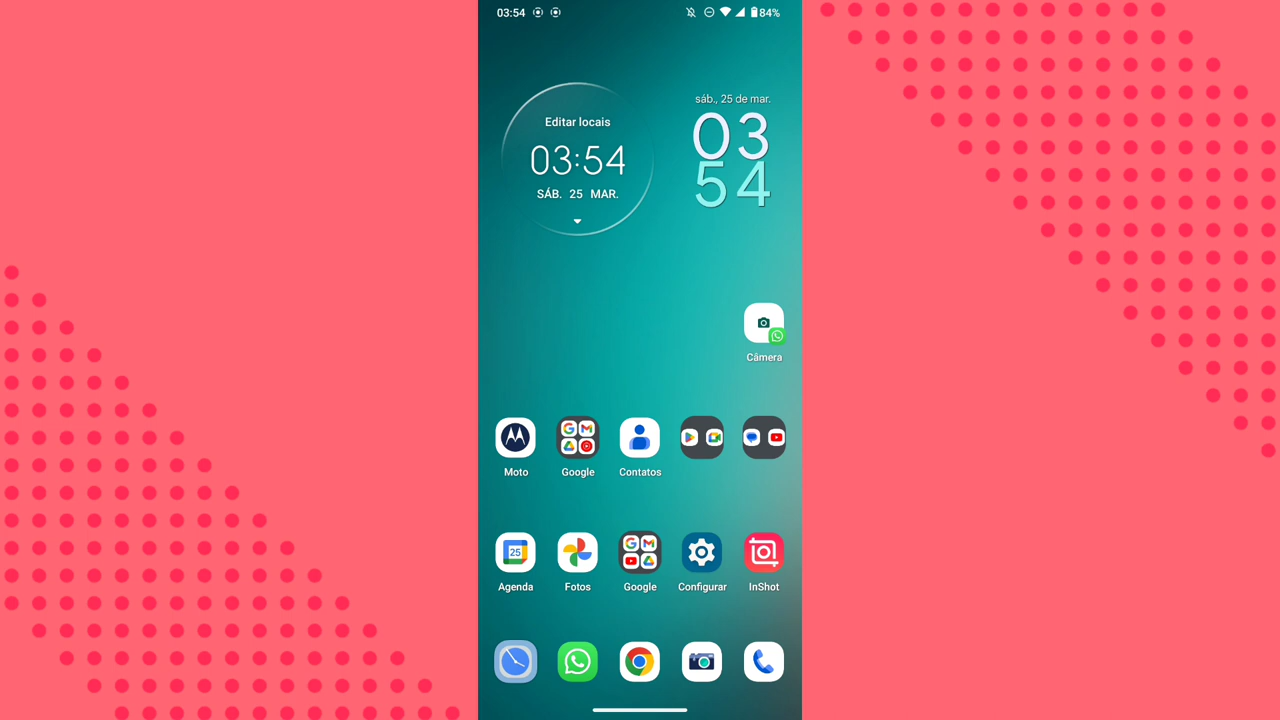 03:54
84%
Editar locais
03:54
SÁB. 25 MAR.
sáb., 25 de mar.
03
54
Câmera
Moto
Google
Contatos
25
Agenda
Fotos
Google
Configurar
InShot